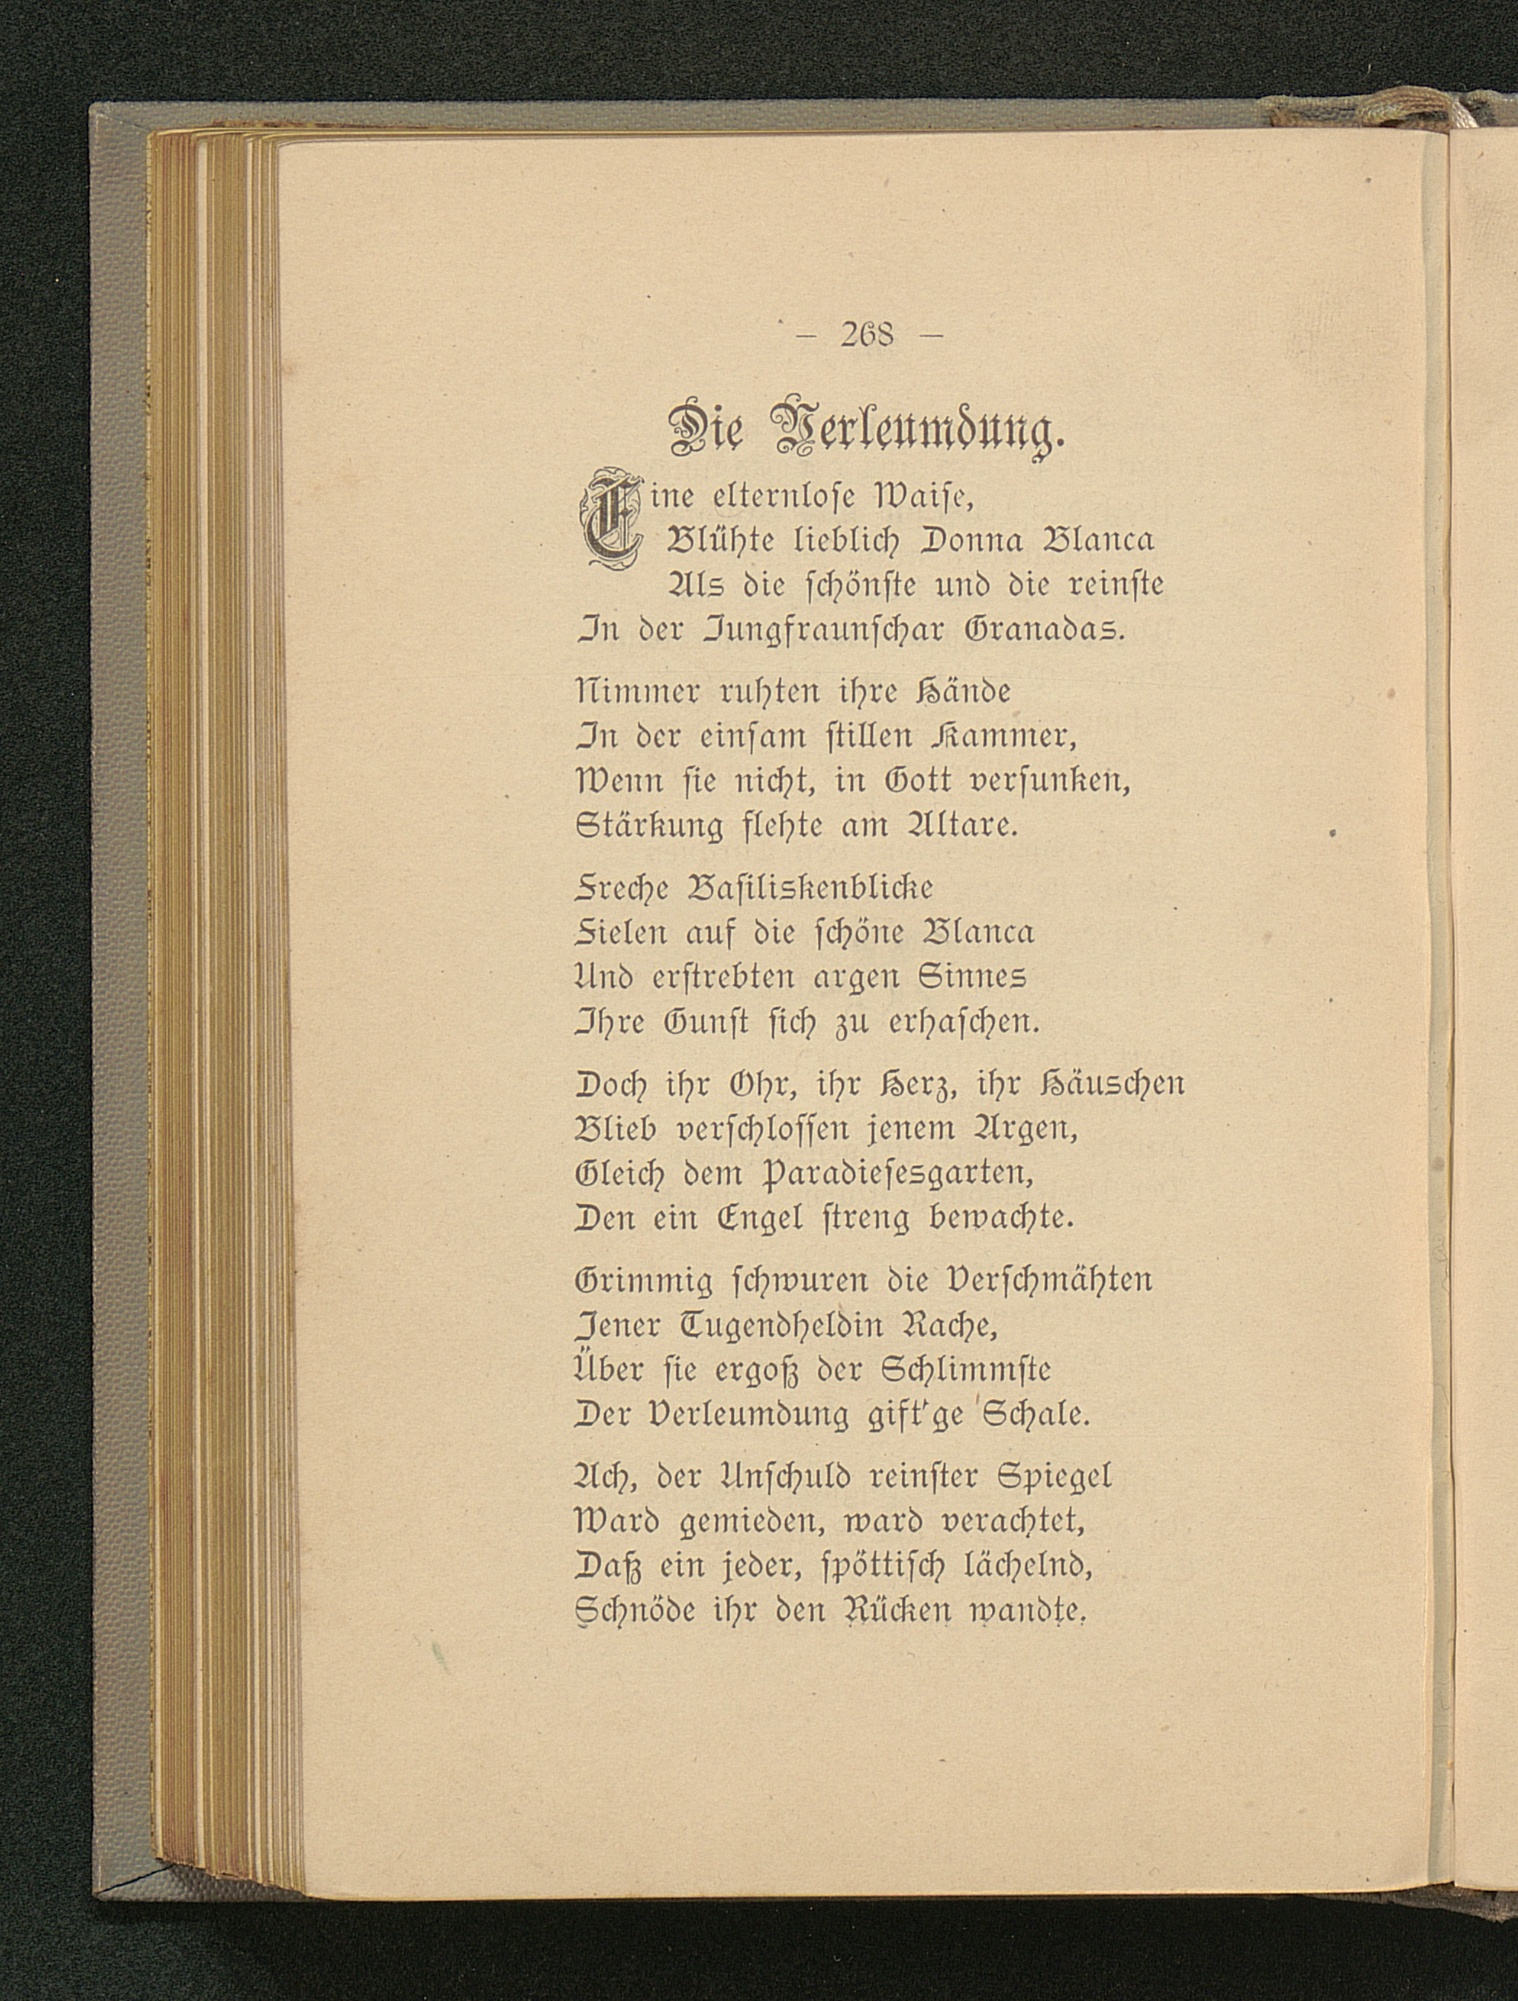 — 268 —
Die Verleumdung.
Eine elternlose Waise,
Blühte lieblich Donna Blanca
Als die schönste und die reinste
In der Jungfraunschar Granadas.
Nimmer ruhten ihre Hände
In der einsam stillen Kammer,
Wenn sie nicht, in Gott versunken,
Stärkung flehte am Altare.
Freche Basiliskenblicke
Fielen auf die schöne Blanca
Und erstrebten argen Sinnes
Ihre Gunst sich zu erhaschen.
Doch ihr Ohr, ihr Herz, ihr Häuschen
Blieb verschlossen jenem Argen,
Gleich dem Paradiesesgarten,
Den ein Engel streng bewachte.
Grimmig schwuren die Verschmähten
Jener Tugendheldin Rache,
Über sie ergoß der Schlimmste
Der Verleumdung gift'ge Schale.
Ach, der Unschuld reinster Spiegel
Ward gemieden, ward verachtet,
Daß ein jeder, spöttisch lächelnd,
Schnöde ihr den Rücken wandte.